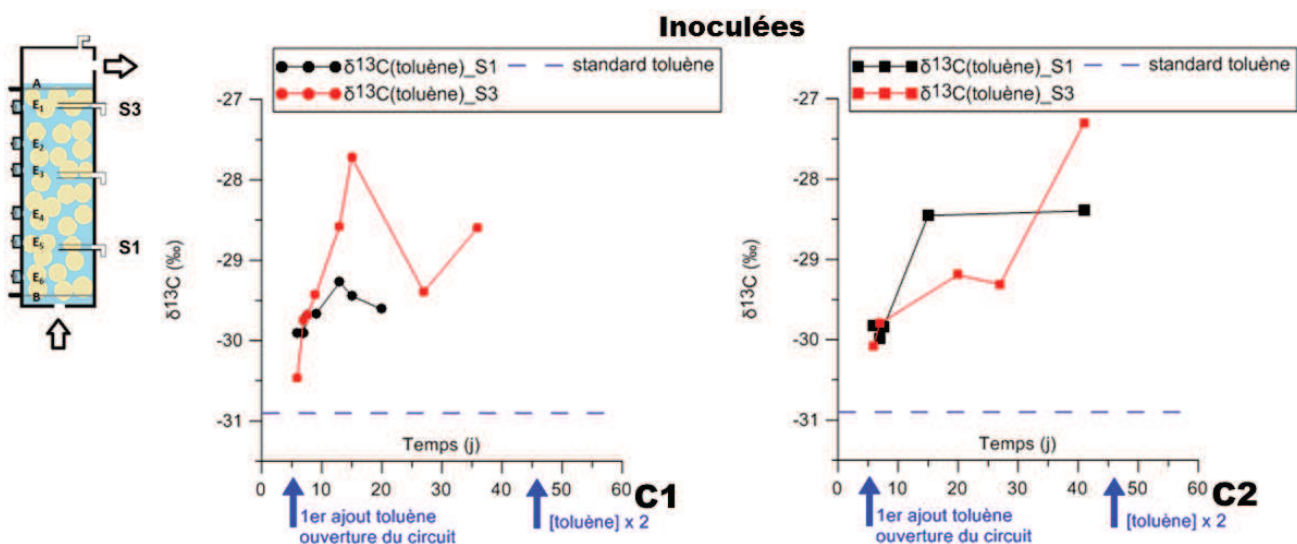 Inoculées
δ¹³C(toluène)_S1
standard toluène
δ¹³C(toluène)_S3
A
E₁
S3
E₂
E₃
E₄
E₅
S1
E₆
B
δ13C (‰)
-27
-28
-29
-30
-31
Temps (j)
0 10 20 30 40 50 60
C1
1er ajout toluène
ouverture du circuit
[toluène] x 2
δ¹³C(toluène)_S1
standard toluène
δ¹³C(toluène)_S3
δ13C (‰)
-27
-28
-29
-30
-31
Temps (j)
0 10 20 30 40 50 60
C2
1er ajout toluène
ouverture du circuit
[toluène] x 2